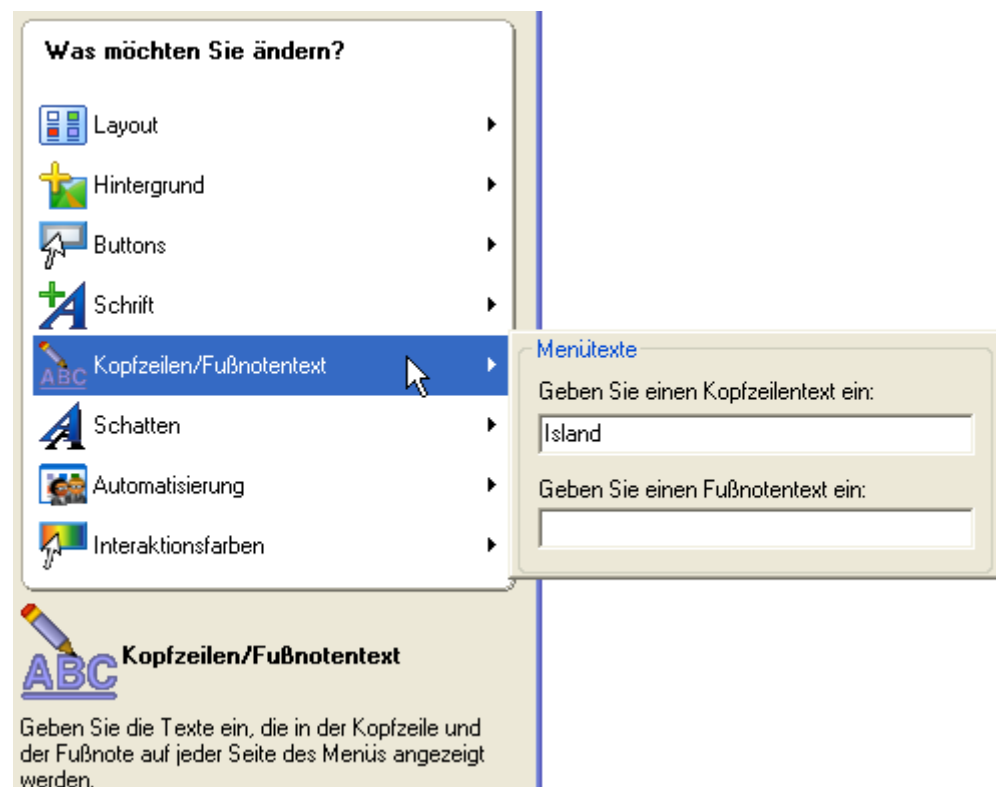 Was möchten Sie ändern?
Layout
Hintergrund
Buttons
Schrift
ABC Kopfzeilen/Fußnotentext
Schatten
Automatisierung
Interaktionsfarben
Menütexte
Geben Sie einen Kopfzeilentext ein:
Island
Geben Sie einen Fußnotentext ein:
ABC Kopfzeilen/Fußnotentext
Geben Sie die Texte ein, die in der Kopfzeile und
der Fußnote auf jeder Seite des Menüs angezeigt
werden.